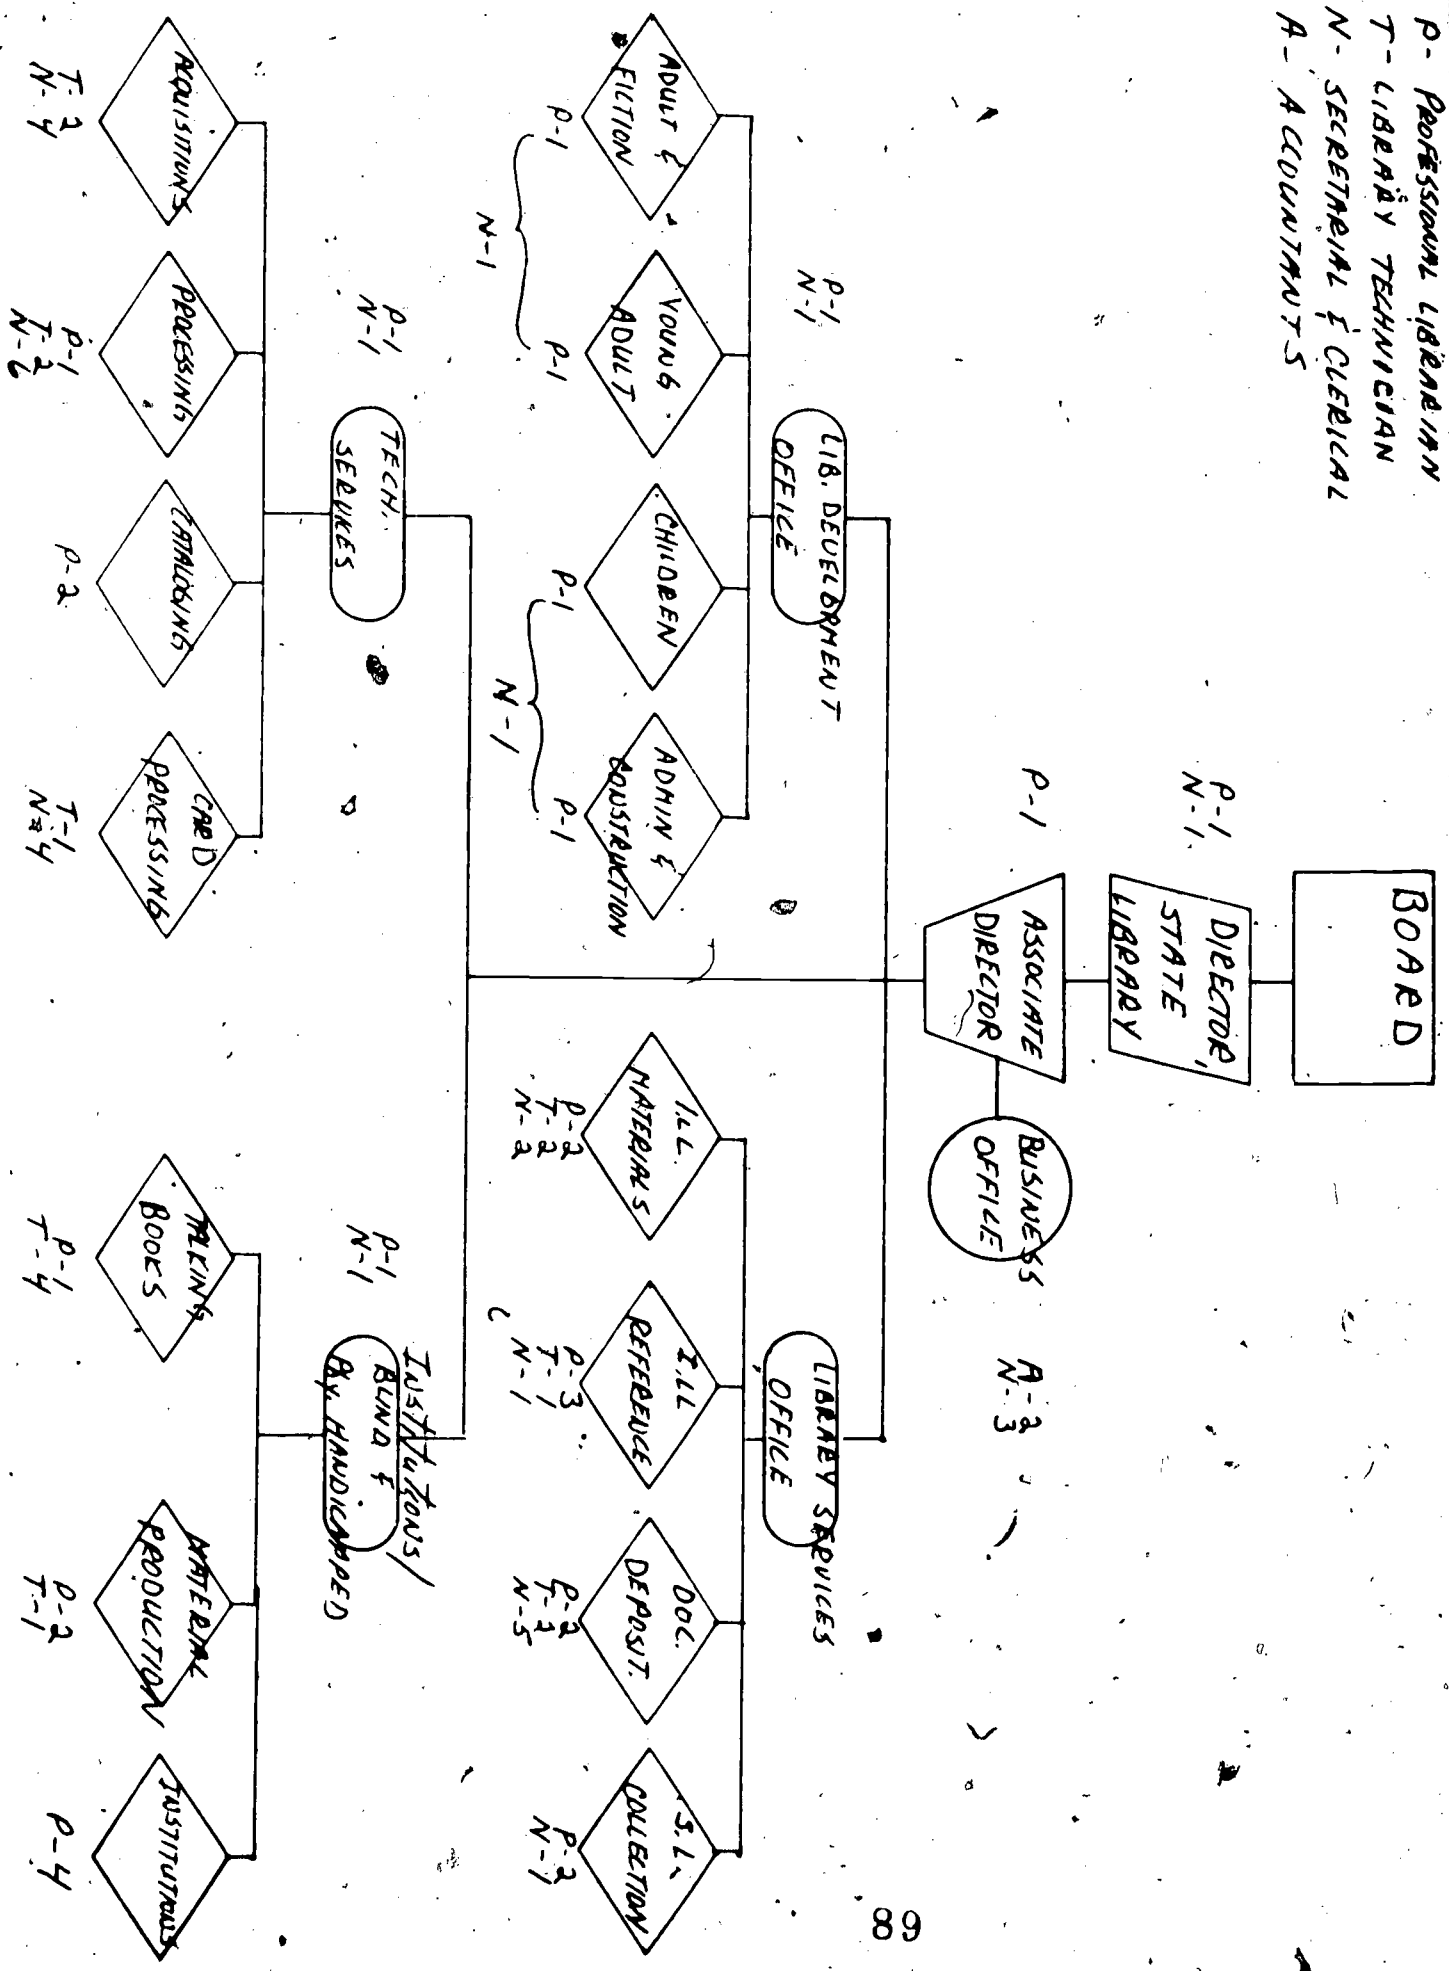 P- PROFESSIONAL LIBRARIAN
T- LIBRARY TECHNICIAN
N- SECRETARIAL & CLERICAL
A- ACCOUNTANTS
BOARD
DIRECTOR,
STATE
LIBRARY
P-1
N-1
ASSOCIATE
DIRECTOR
P-1
BUSINESS
OFFICE
A-2
N-3
LIB. DEVELOPMENT
OFFICE
P-1
N-1
ADULT &
FICTION
P-1
YOUNG
ADULT
P-1
N-1
CHILDREN
P-1
ADMIN &
CONSTRUCTION
P-1
N-1
LIBRARY SERVICES
OFFICE
I.LL.
MATERIALS
P-2
T-2
N-2
I.LL
REFERENCE
P-3
T-1
N-1
DOC.
DEPOSIT.
P-2
T-2
N-5
S.L.
COLLECTION
P-2
N-1
TECH.
SERVICES
P-1
N-1
ACQUISITIONS
T-2
N-4
PROCESSING
P-1
T-2
N-6
CATALOGING
P-2
CARD
PROCESSING
T-1
N-4
INSTITUTIONS/
BLIND &
PHY. HANDICAPPED
P-1
N-1
TALKING
BOOKS
P-1
T-4
MATERIAL
PRODUCTION
P-2
T-1
INSTITUTIONS
P-4
89